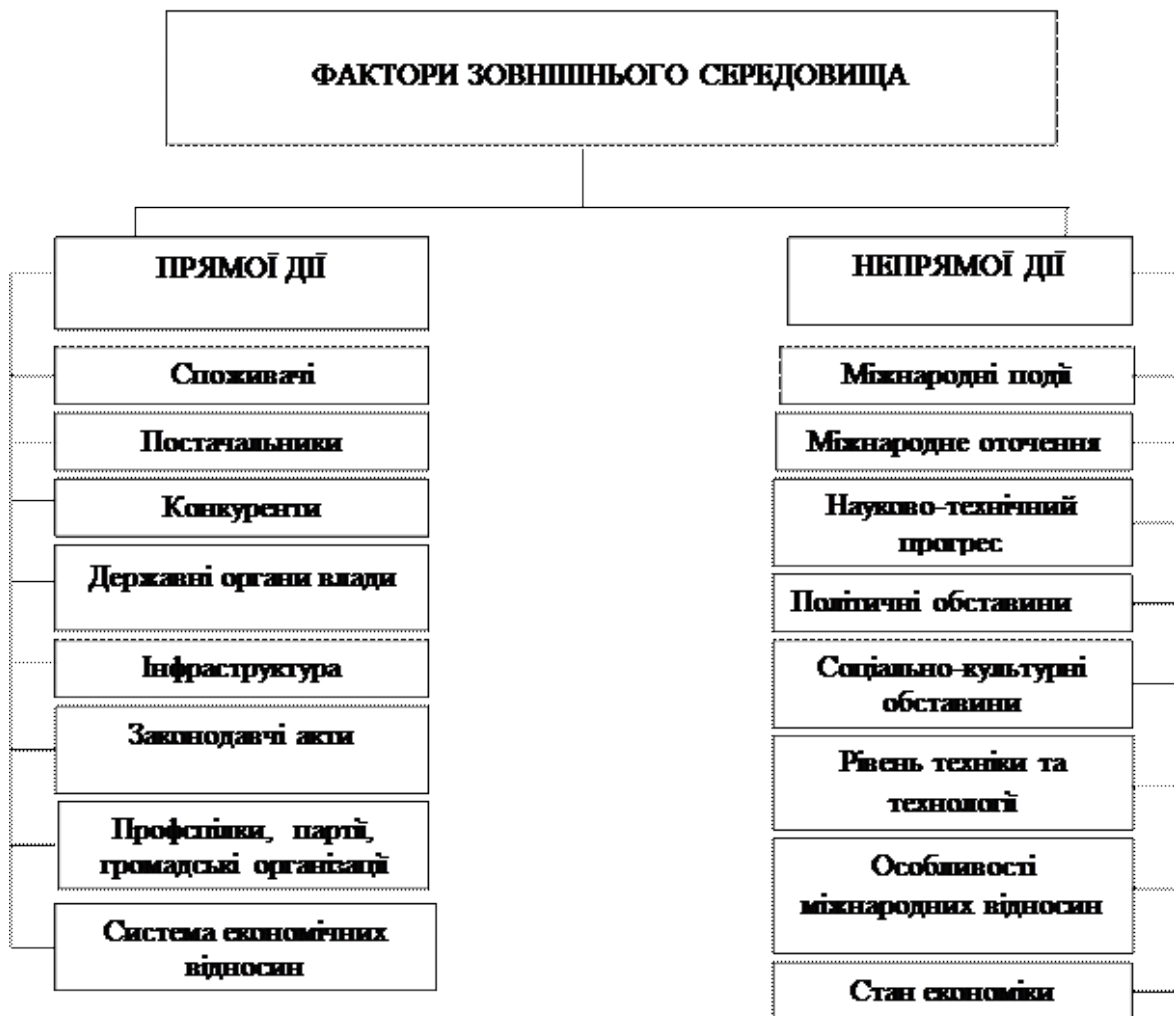 ФАКТОРИ ЗОВНІШНЬОГО СЕРЕДОВИЩА
ПРЯМОЇ ДІЇ
Споживачі
Постачальники
Конкуренти
Державні органи влади
Інфраструктура
Законодавчі акти
Профспілки, партії,
громадські організації
Система економічних
відносин
НЕПРЯМОЇ ДІЇ
Міжнародні події
Міжнародне оточення
Науково-технічний
прогрес
Політичні обставини
Соціально-культурні
обставини
Рівень техніки та
технології
Особливості
міжнародних відносин
Стан економіки